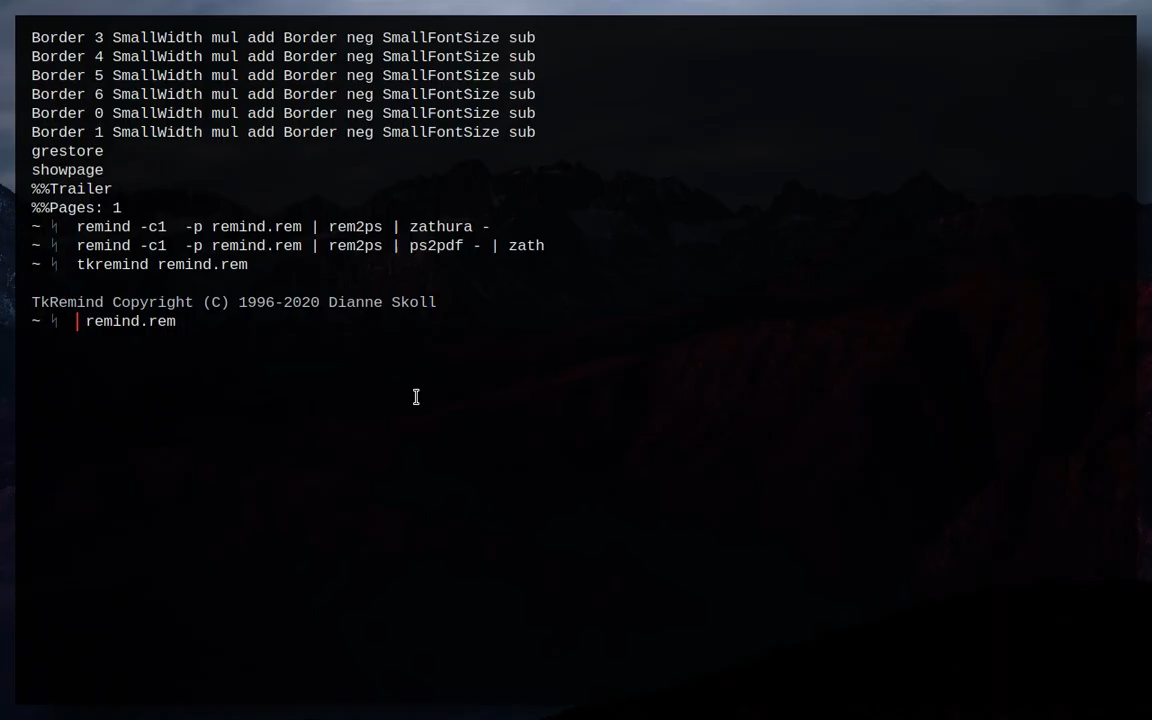 Border 3 SmallWidth mul add Border neg SmallFontSize sub
Border 4 SmallWidth mul add Border neg SmallFontSize sub
Border 5 SmallWidth mul add Border neg SmallFontSize sub
Border 6 SmallWidth mul add Border neg SmallFontSize sub
Border 0 SmallWidth mul add Border neg SmallFontSize sub
Border 1 SmallWidth mul add Border neg SmallFontSize sub
grestore
showpage
%%Trailer
%%Pages: 1
~ ᛋ  remind -c1  -p remind.rem | rem2ps | zathura -
~ ᛋ  remind -c1  -p remind.rem | rem2ps | ps2pdf - | zath
~ ᛋ  tkremind remind.rem
TkRemind Copyright (C) 1996-2020 Dianne Skoll
~ ᛋ   remind.rem